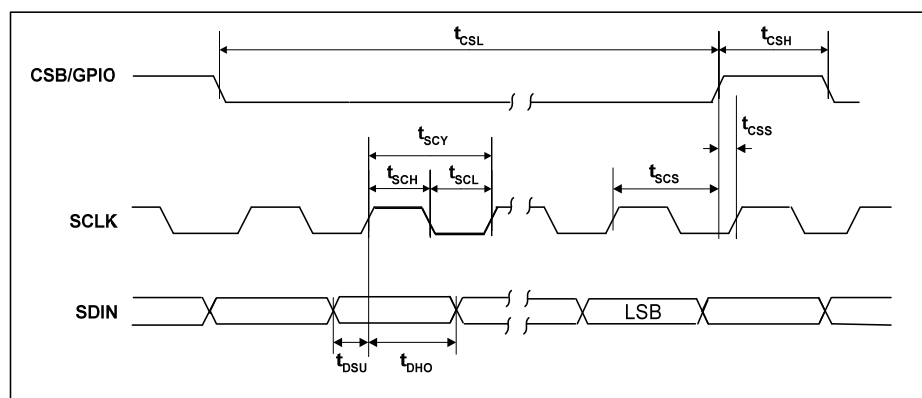 tCSL
tCSH
CSB/GPIO
tCSS
tSCY
tSCH
tSCL
tSCS
SCLK
SDIN
LSB
tDSU
tDHO